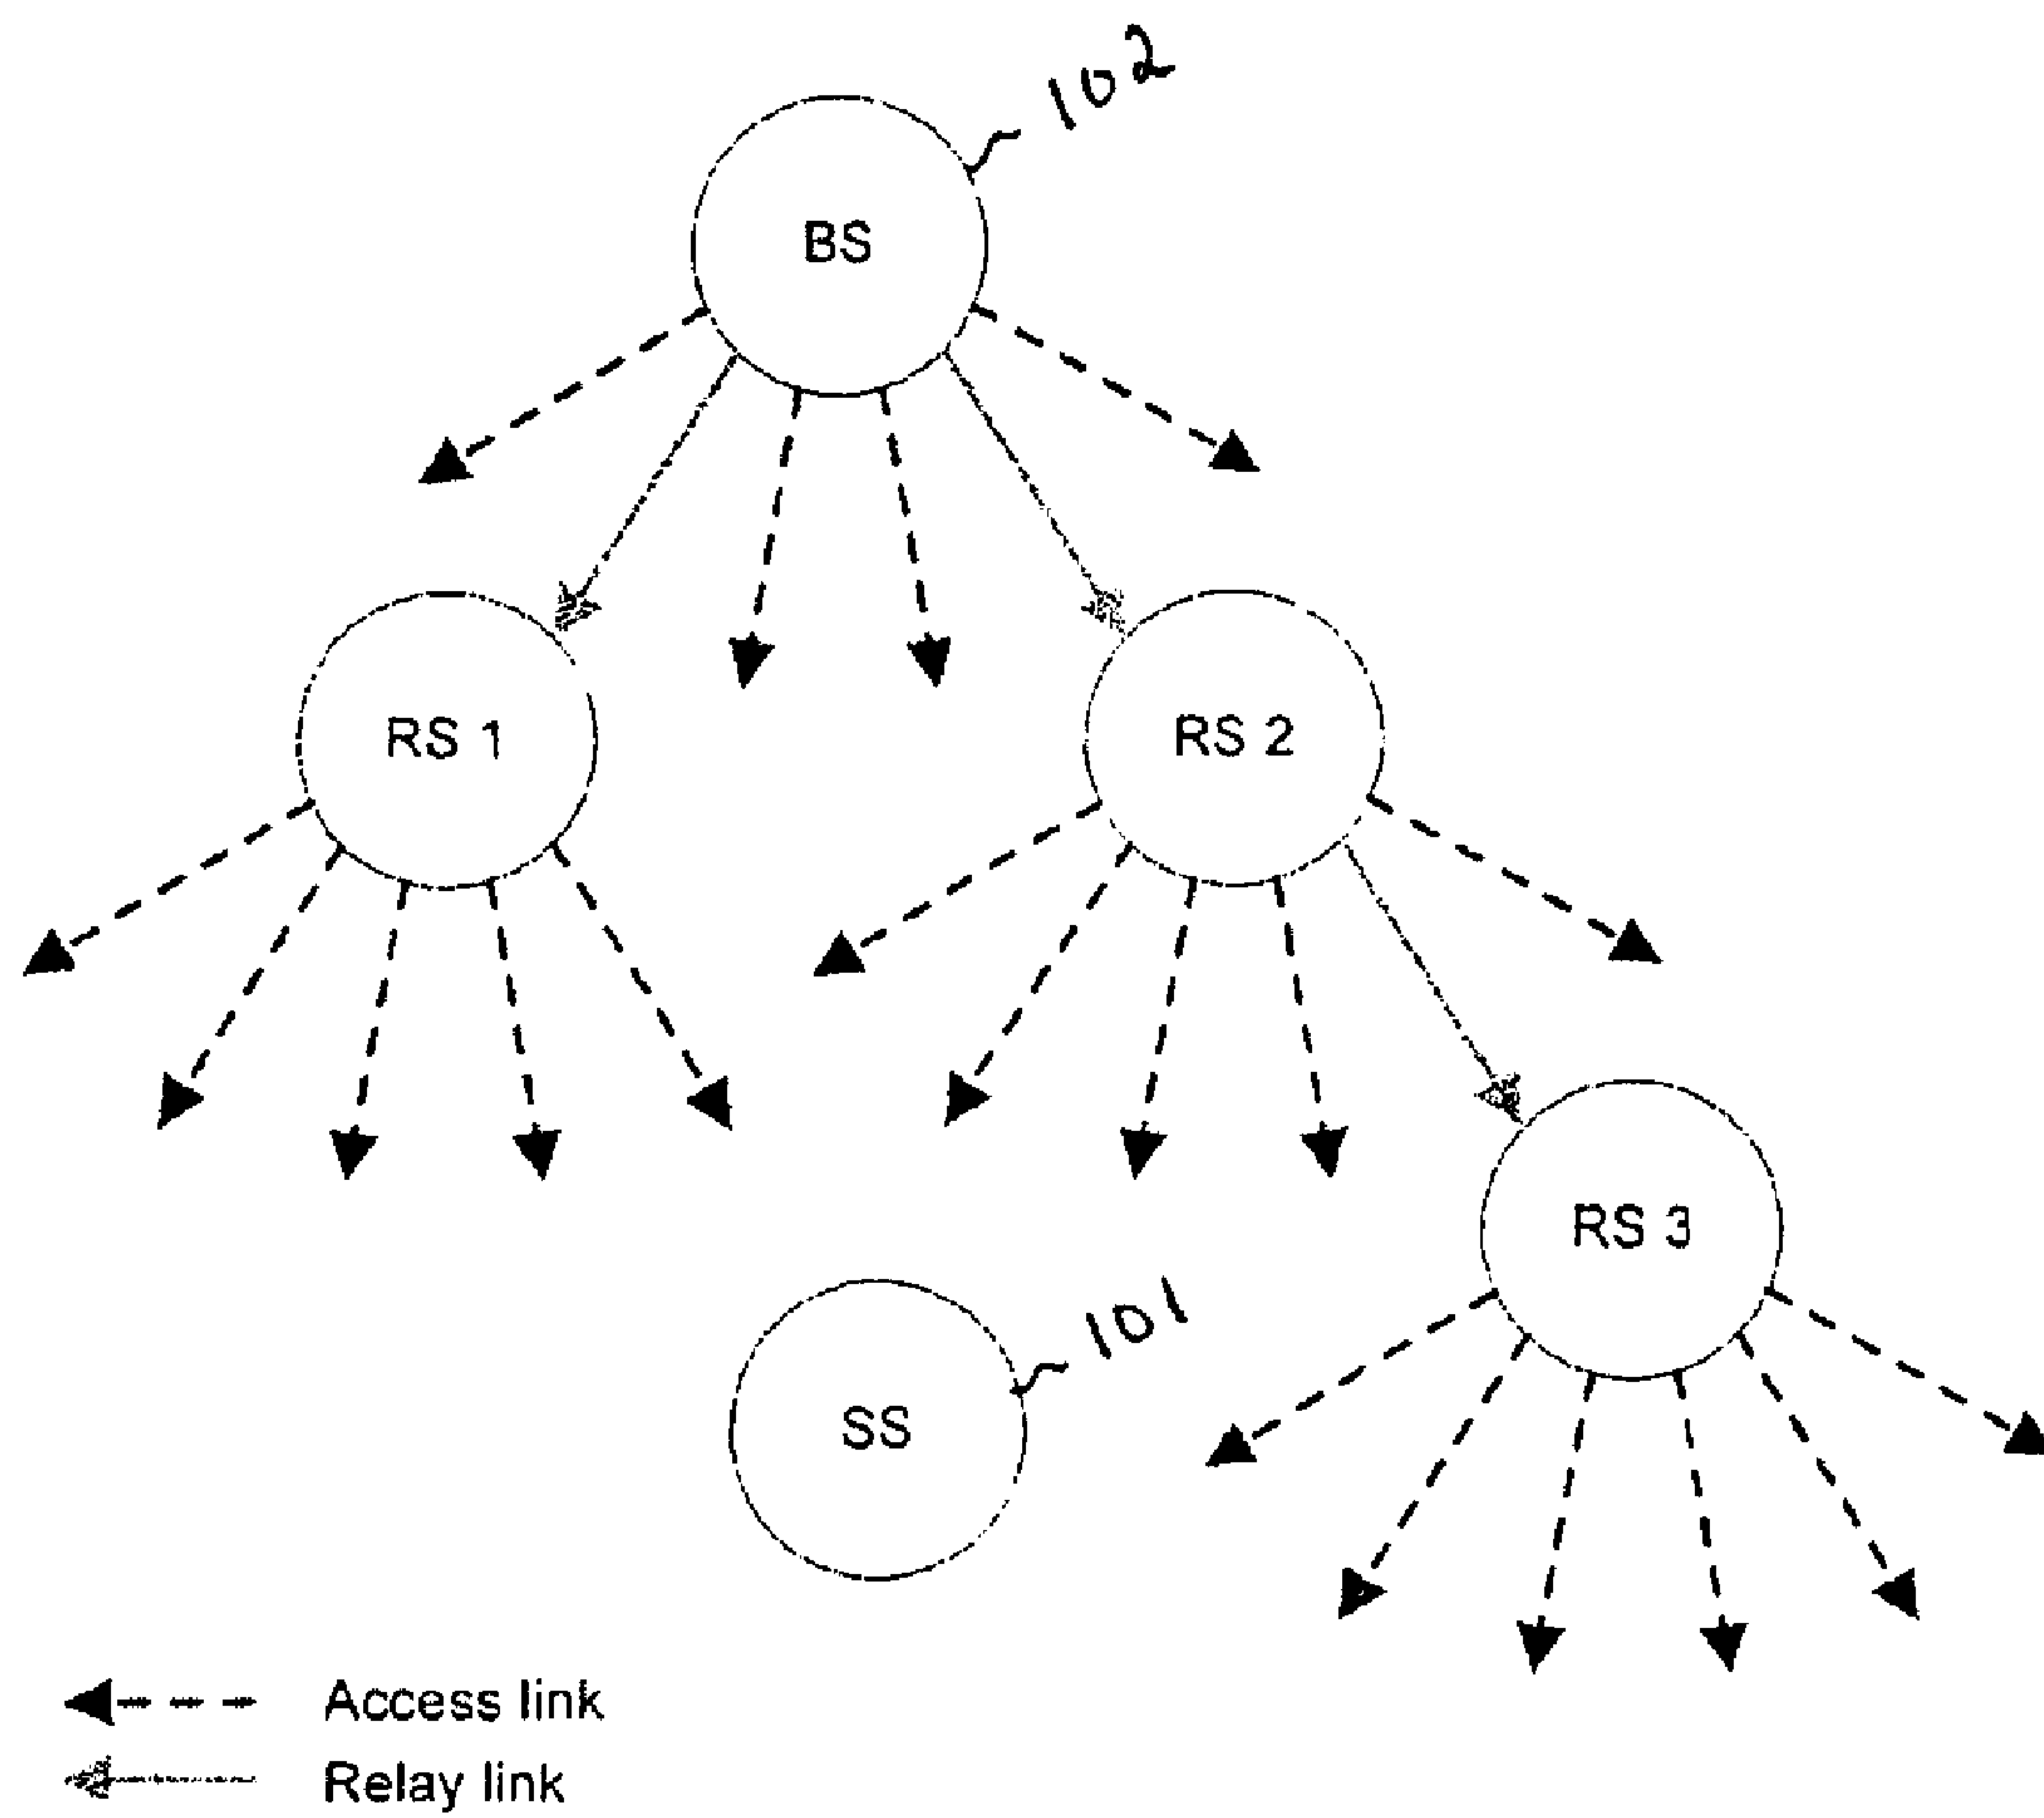 102
BS
RS 1
RS 2
RS 3
101
SS
Access link
Relay link